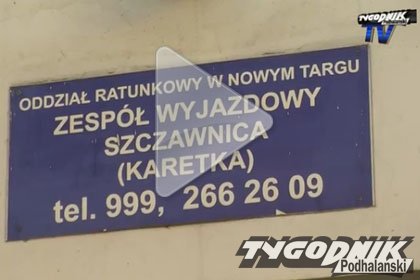 TYGODNIK
TV
ODDZIAŁ RATUNKOWY W NOWYM TARGU
ZESPÓŁ WYJAZDOWY
SZCZAWNICA
(KARETKA)
tel. 999, 266 26 09
TYGODNIK
Podhalański